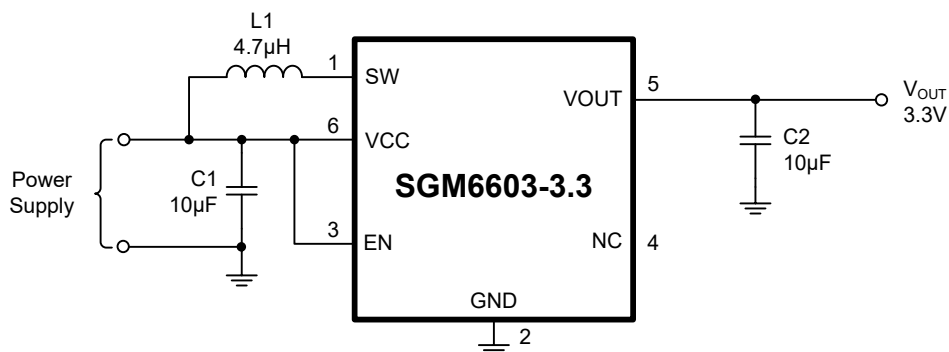 L1
4.7µH
1
SW
5
VOUT
V_OUT
3.3V
6
VCC
C2
10µF
Power
Supply
C1
10µF
SGM6603-3.3
3
EN
NC
4
GND
2